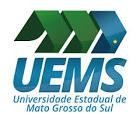 UEMS
Universidade Estadual de
Mato Grosso do Sul